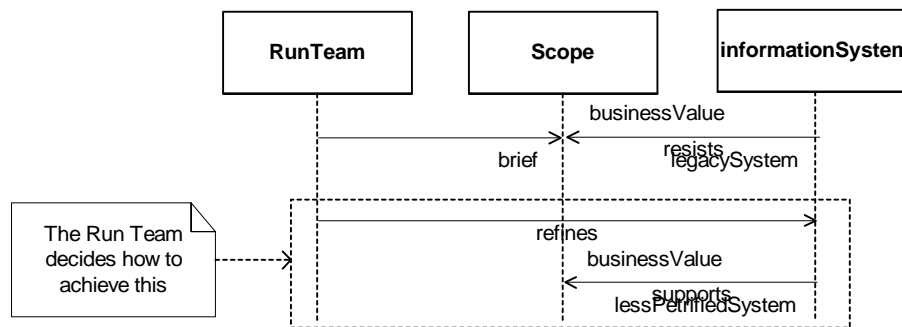 RunTeam
Scope
informationSystem
businessValue
resists
brief
legacySystem
The Run Team
decides how to
achieve this
refines
businessValue
supports
lessPetrifiedSystem